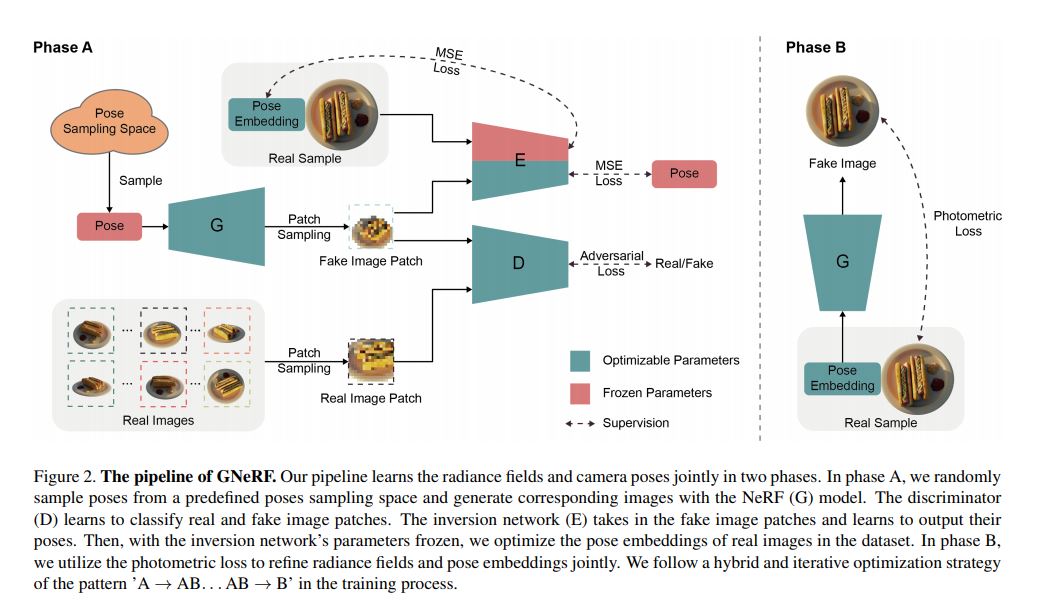 Phase A
Pose
Sampling Space
Sample
Pose
G
Patch
Sampling
Fake Image Patch
Pose
Embedding
Real Sample
MSE
Loss
E
MSE
Loss
Pose
D
Adversarial
Loss
Real/Fake
...
...
...
...
Real Images
Patch
Sampling
Real Image Patch
Optimizable Parameters
Frozen Parameters
Supervision
Phase B
Fake Image
Photometric
Loss
G
Pose
Embedding
Real Sample
Figure 2. The pipeline of GNeRF. Our pipeline learns the radiance fields and camera poses jointly in two phases. In phase A, we randomly
sample poses from a predefined poses sampling space and generate corresponding images with the NeRF (G) model. The discriminator
(D) learns to classify real and fake image patches. The inversion network (E) takes in the fake image patches and learns to output their
poses. Then, with the inversion network's parameters frozen, we optimize the pose embeddings of real images in the dataset. In phase B,
we utilize the photometric loss to refine radiance fields and pose embeddings jointly. We follow a hybrid and iterative optimization strategy
of the pattern 'A → AB... AB → B' in the training process.